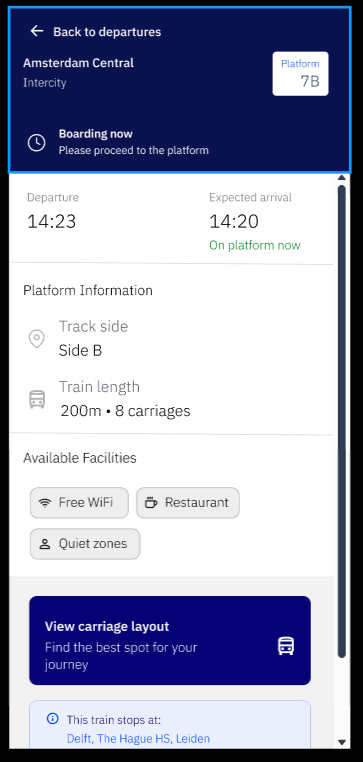 Back to departures
Amsterdam Central
Intercity
Platform
7B
Boarding now
Please proceed to the platform
Departure
14:23
Expected arrival
14:20
On platform now
Platform Information
Track side
Side B
Train length
200m • 8 carriages
Available Facilities
Free WiFi
Restaurant
Quiet zones
View carriage layout
Find the best spot for your
journey
This train stops at:
Delft, The Hague HS, Leiden